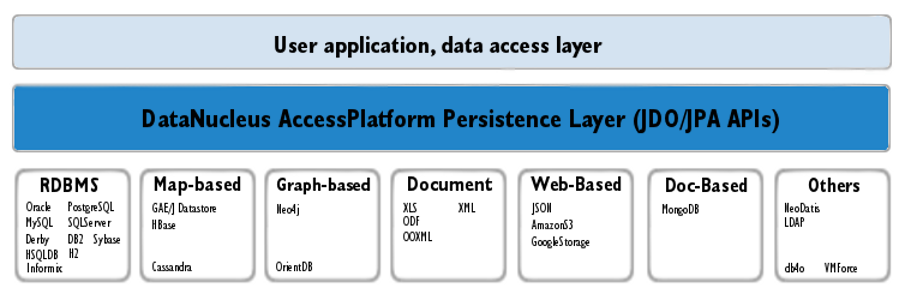 User application, data access layer
DataNucleus AccessPlatform Persistence Layer (JDO/JPA APIs)
RDBMS
Oracle PostgreSQL
MySQL SQLServer
Derby DB2 Sybase
HSQLDB H2
Informix
Map-based
GAE/J Datastore
HBase
Cassandra
Graph-based
Neo4j
OrientDB
Document
XLS XML
ODF
OOXML
Web-Based
JSON
AmazonS3
GoogleStorage
Doc-Based
MongoDB
Others
NeoDatis
LDAP
db4o VMForce